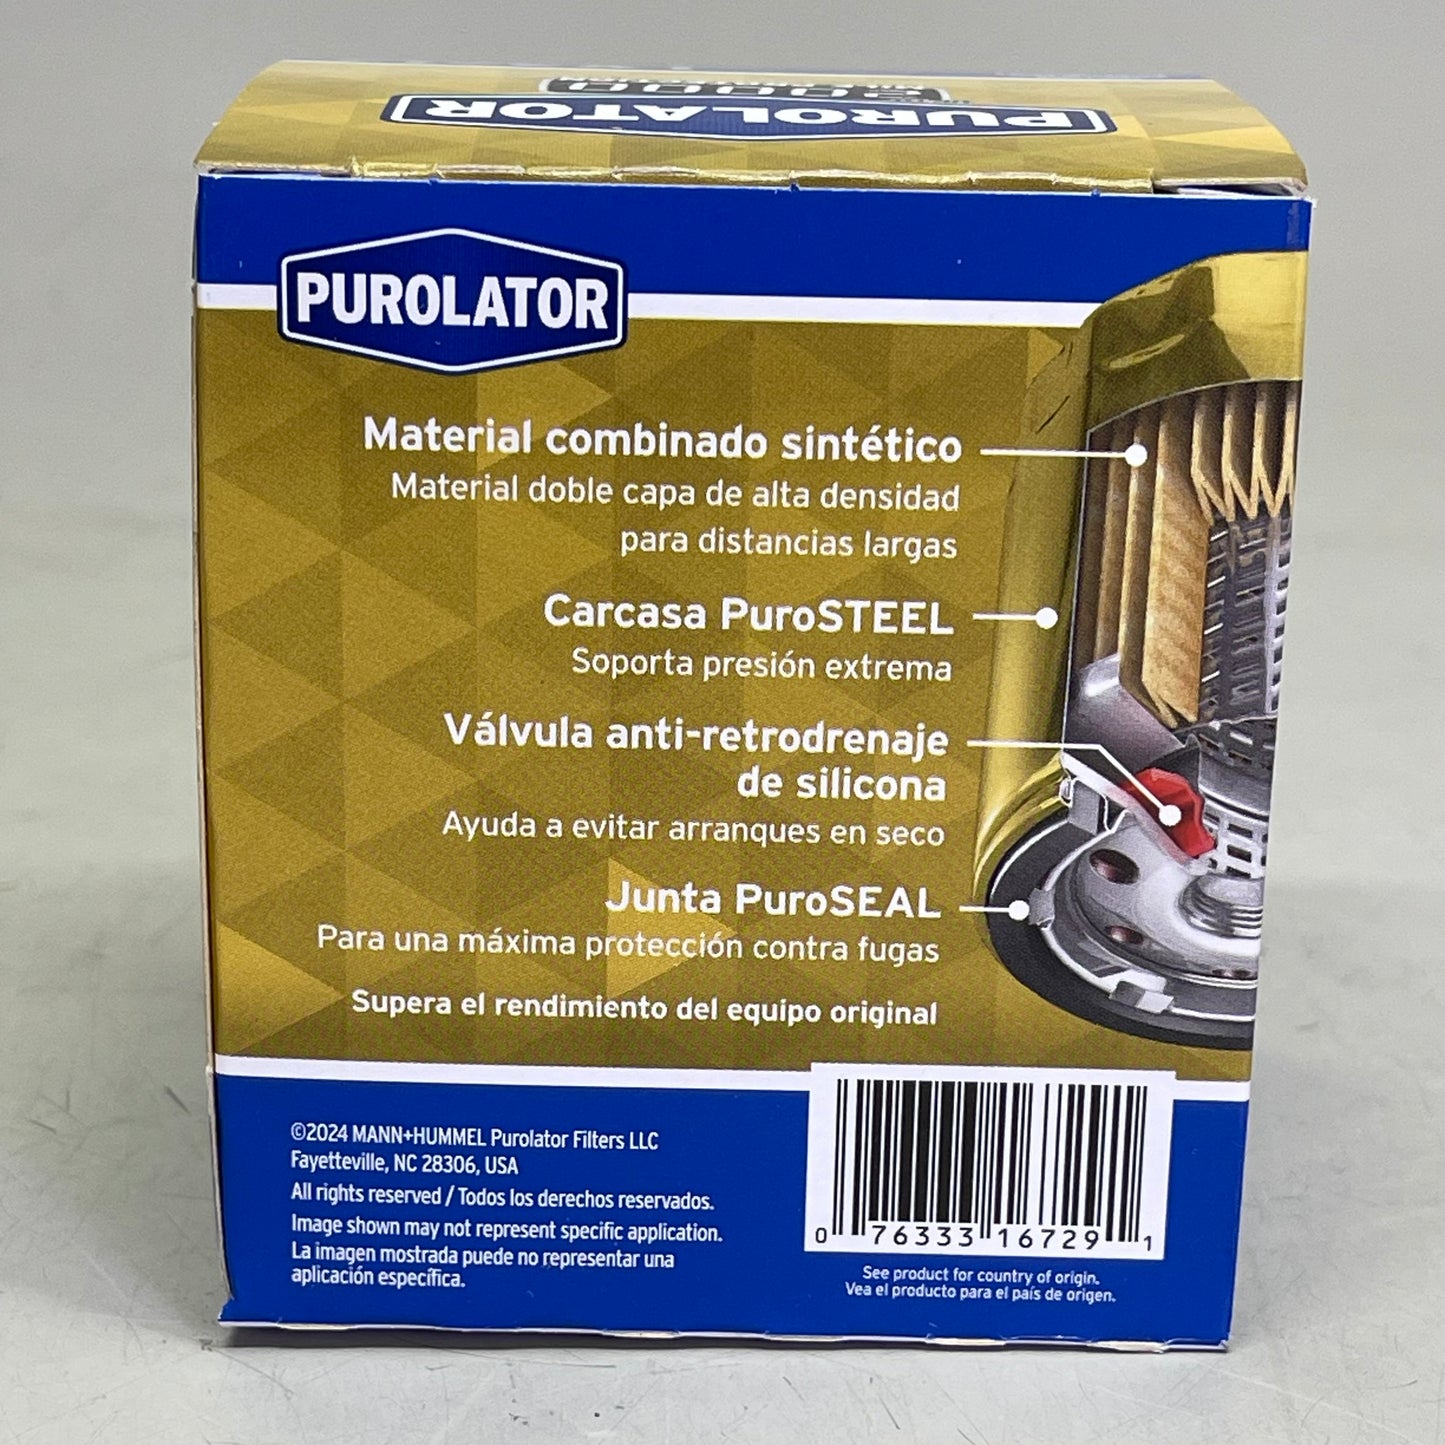 PUROLATOR
PUROLATOR
Material combinado sintético
Material doble capa de alta densidad
para distancias largas
Carcasa PuroSTEEL
Soporta presión extrema
Válvula anti-retrodrenaje
de silicona
Ayuda a evitar arranques en seco
Junta PuroSEAL
Para una máxima protección contra fugas
Supera el rendimiento del equipo original
©2024 MANN+HUMMEL Purolator Filters LLC
Fayetteville, NC 28306, USA
All rights reserved / Todos los derechos reservados.
Image shown may not represent specific application.
La imagen mostrada puede no representar una
aplicación específica.
0 76333 16729 1
See product for country of origin.
Vea el producto para el país de origen.